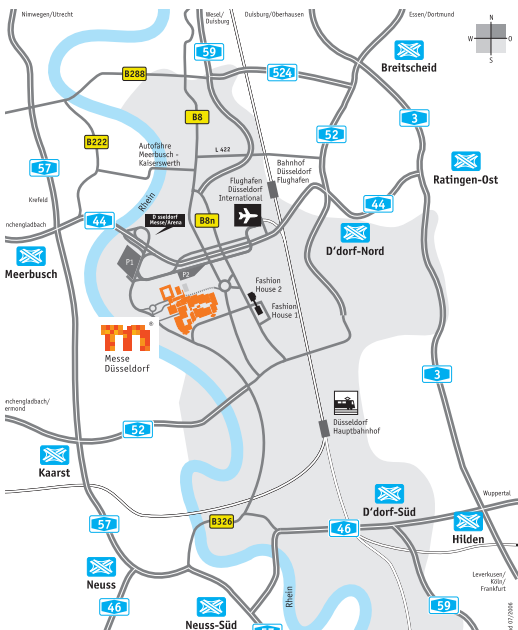 Nimwegen/Utrecht
Wesel/
Duisburg
Duisburg/Oberhausen
Essen/Dortmund
N
W
O
S
59
Breitscheid
B288
524
B8
3
52
B222
L 422
Autofähre
Meerbusch -
Kaiserswerth
57
Bahnhof
Düsseldorf
Flughafen
Ratingen-Ost
Flughafen
Düsseldorf
International
Krefeld
Rhein
44
44
D sseldorf
Messe/Arena
B8n
nchengladbach
D'dorf-Nord
Meerbusch
P1
P2
Fashion
House 2
Fashion
House 1
®
Messe
Düsseldorf
3
nchengladbach/
ermond
52
Düsseldorf
Hauptbahnhof
Kaarst
Wuppertal
D'dorf-Süd
57
B326
46
Hilden
Neuss
Leverkusen/
Köln/
Frankfurt
Rhein
46
59
Neuss-Süd
07/2006